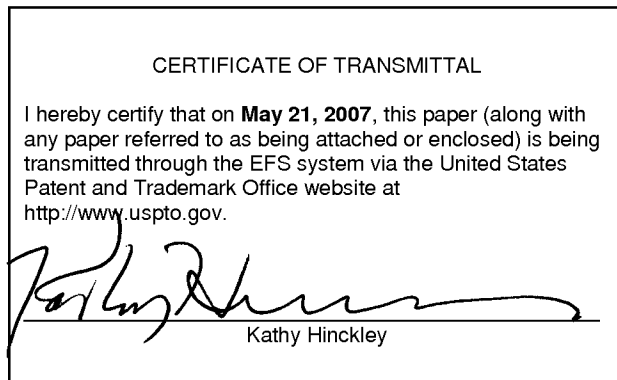 CERTIFICATE OF TRANSMITTAL
I hereby certify that on May 21, 2007, this paper (along with
any paper referred to as being attached or enclosed) is being
transmitted through the EFS system via the United States
Patent and Trademark Office website at
http://www.uspto.gov.
Kathy Hinckley